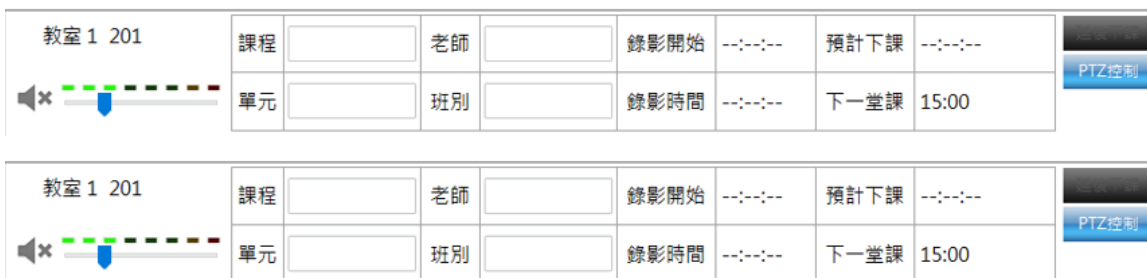 教室 1 201
課程 老師 錄影開始 --:--:-- 預計下課 --:--:--
PTZ控制
單元 班別 錄影時間 --:--:-- 下一堂課 15:00
教室 1 201
課程 老師 錄影開始 --:--:-- 預計下課 --:--:--
PTZ控制
單元 班別 錄影時間 --:--:-- 下一堂課 15:00